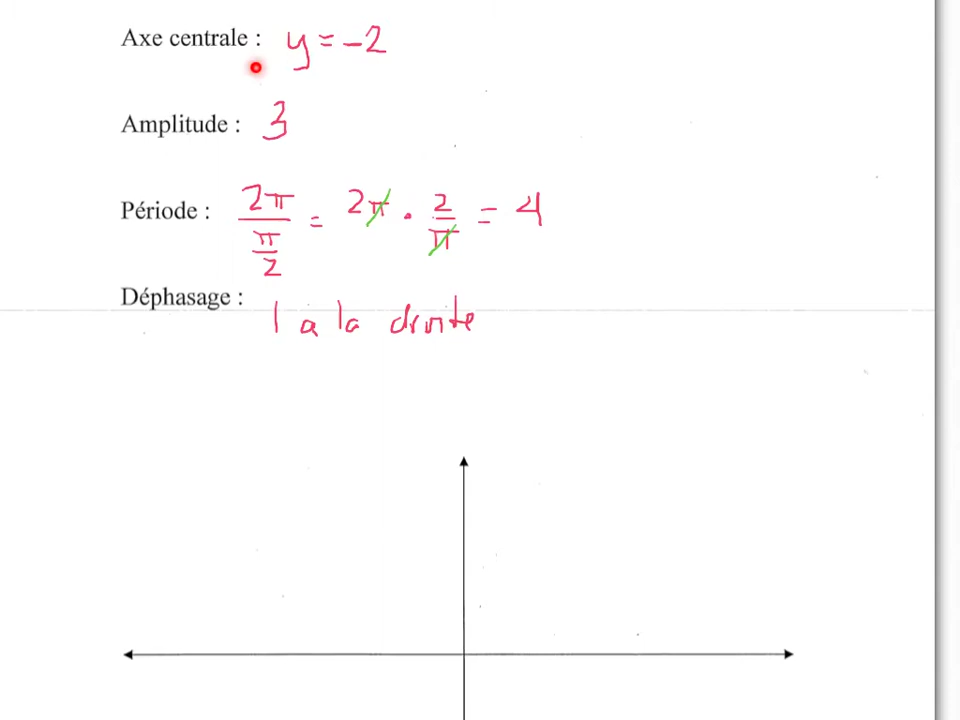 Axe centrale : y = -2
Amplitude : 3
Période : 2π/(π/2) = 2π · 2/π = 4
Déphasage :
1 a la droite